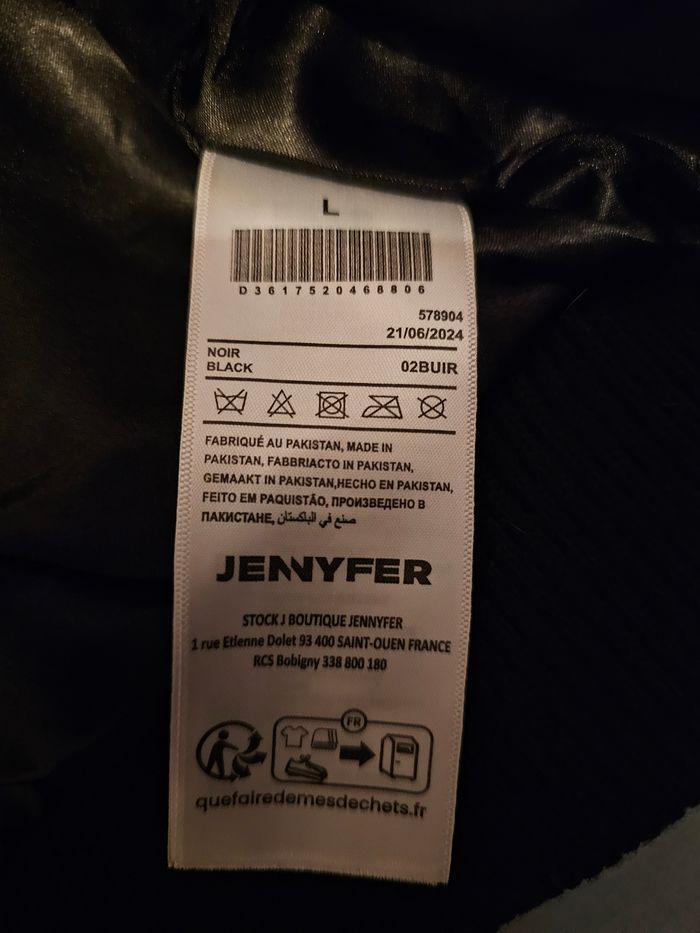 L
D3617520468806
578904
21/06/2024
NOIR
BLACK 02BUIR
FABRIQUÉ AU PAKISTAN, MADE IN
PAKISTAN, FABBRIACTO IN PAKISTAN,
GEMAAKT IN PAKISTAN,HECHO EN PAKISTAN,
FEITO EM PAQUISTÃO, ПРОИЗВЕДЕНО В
ПАКИСТАНЕ, صنع في الباكستان
JENNYFER
STOCK J BOUTIQUE JENNYFER
1 rue Etienne Dolet 93 400 SAINT-OUEN FRANCE
RCS Bobigny 338 800 180
FR
quefairedemesdechets.fr